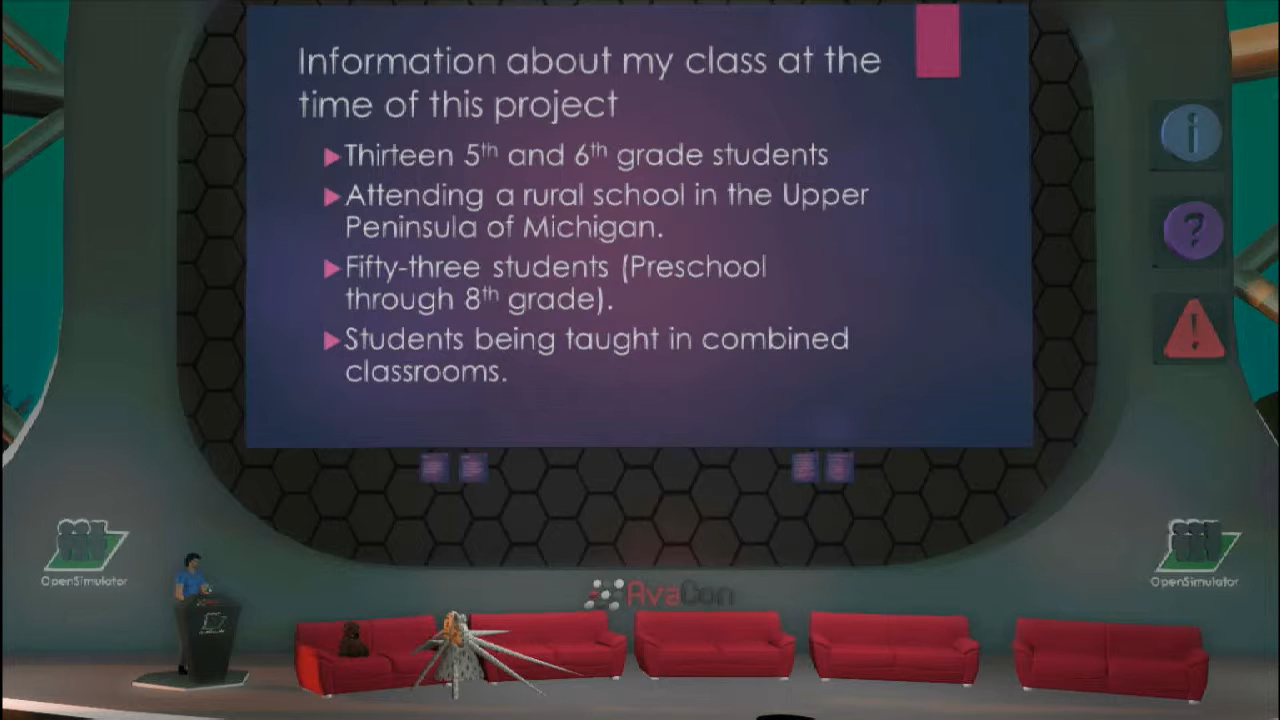 Information about my class at the
time of this project
Thirteen 5th and 6th grade students
Attending a rural school in the Upper
Peninsula of Michigan.
Fifty-three students (Preschool
through 8th grade).
Students being taught in combined
classrooms.
i
?
!
OpenSimulator
OpenSimulator
AvaCon